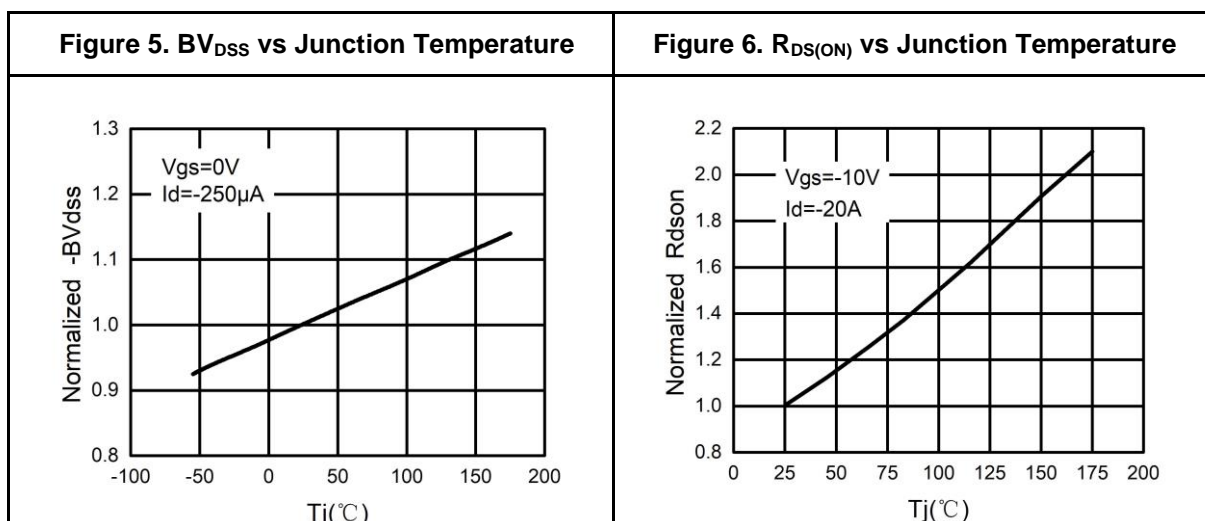 Figure 5. BVDSS vs Junction Temperature
Figure 6. RDS(ON) vs Junction Temperature
1.3
1.2
1.1
1.0
0.9
0.8
Normalized -BVdss
Vgs=0V
Id=-250µA
-100 -50 0 50 100 150 200
Tj(℃)
2.2
2.0
1.8
1.6
1.4
1.2
1.0
0.8
Normalized Rdson
Vgs=-10V
Id=-20A
0 25 50 75 100 125 150 175 200
Tj(℃)